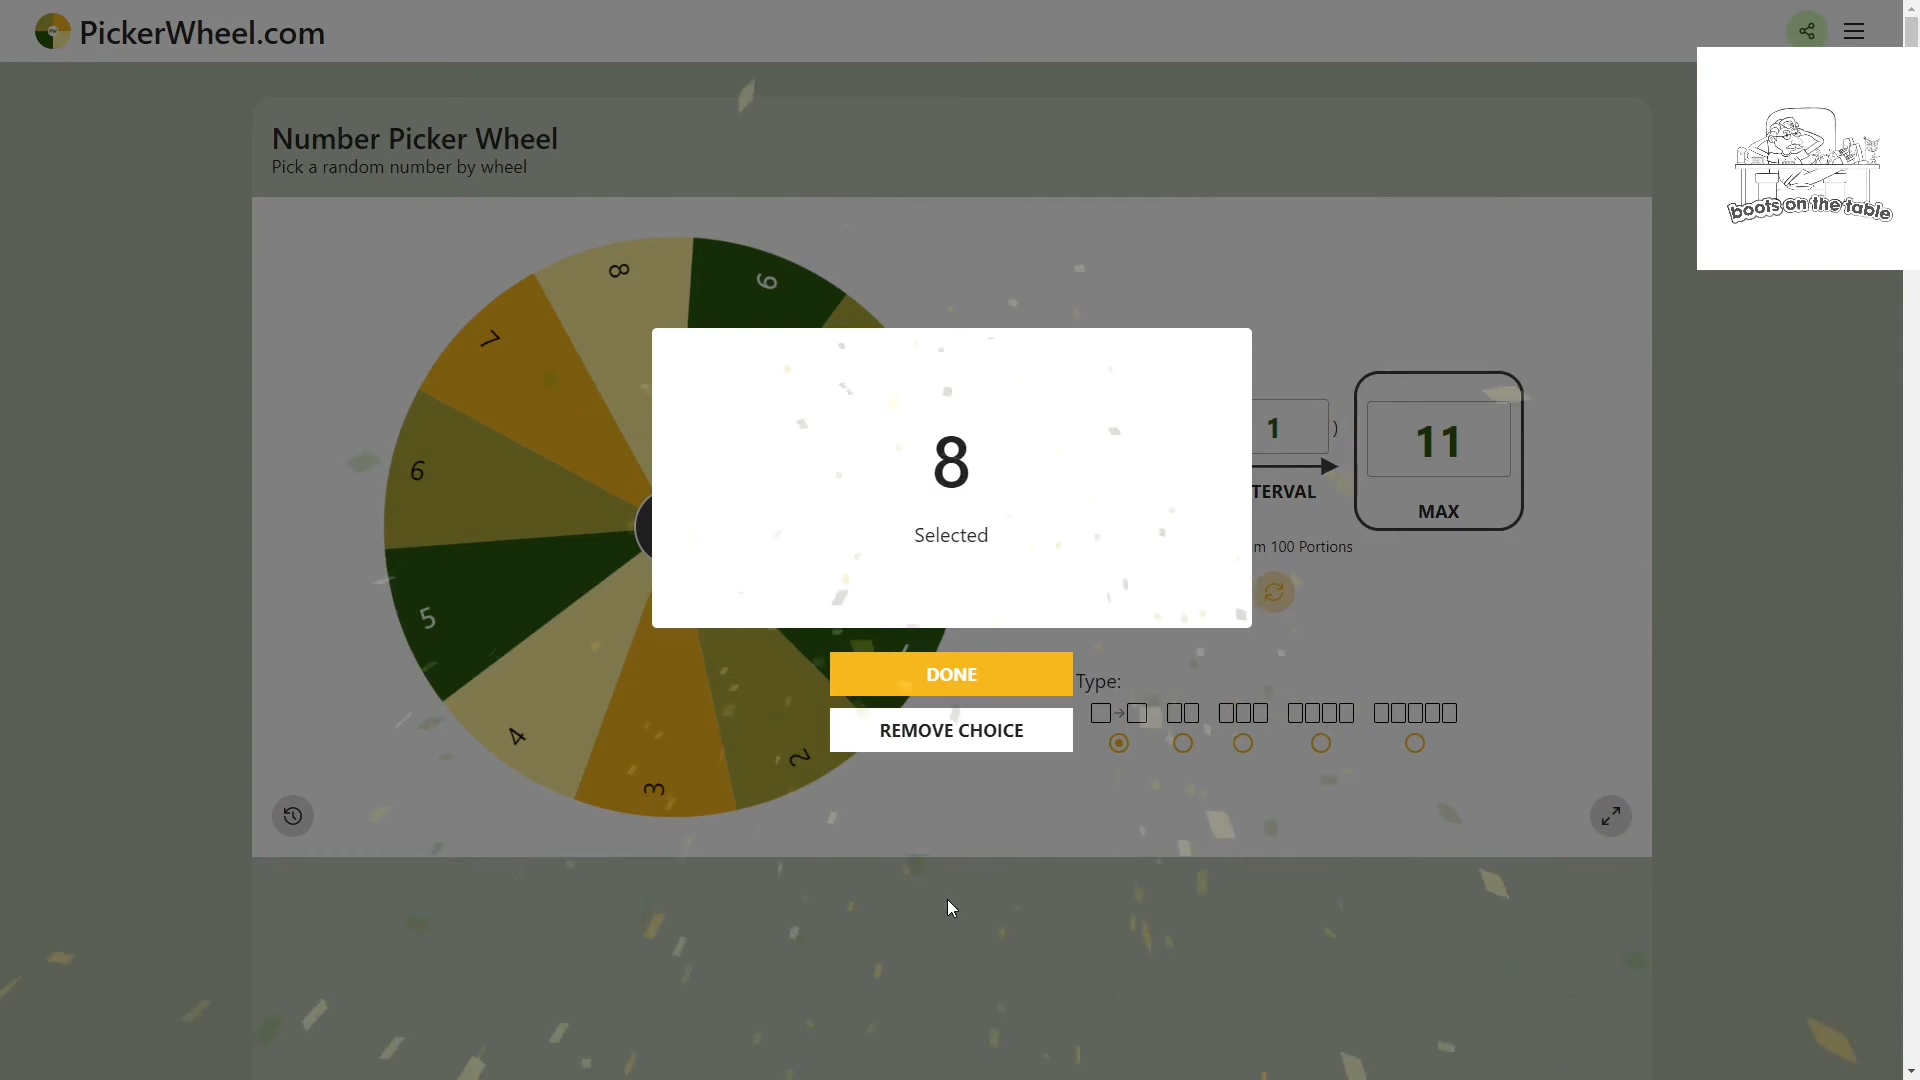 PickerWheel.com
Number Picker Wheel
Pick a random number by wheel
boots on the table
8
9
7
6
5
4
3
2
8
Selected
1
)
TERVAL
11
MAX
m 100 Portions
DONE
REMOVE CHOICE
Type: